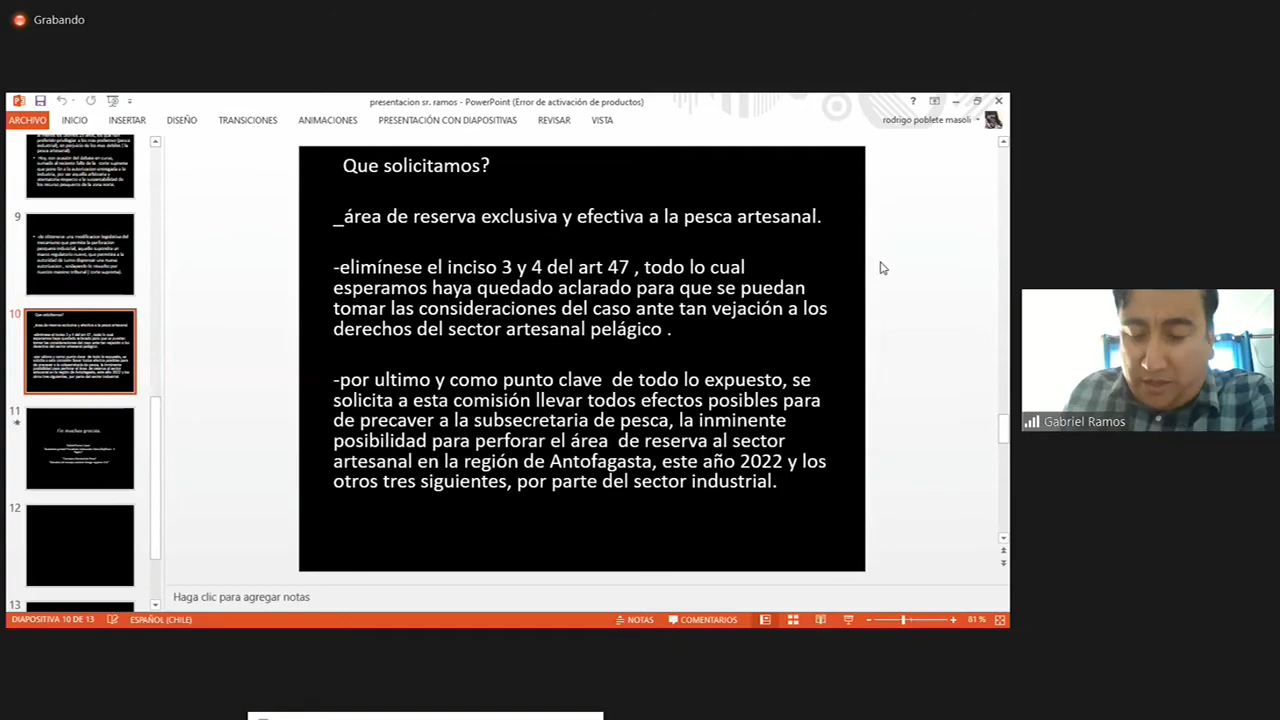 Grabando
presentacion sr. ramos - PowerPoint (Error de activación de productos)
ARCHIVO INICIO INSERTAR DISEÑO TRANSICIONES ANIMACIONES PRESENTACIÓN CON DIAPOSITIVAS REVISAR VISTA
rodrigo poblete masoli
Que solicitamos?
_área de reserva exclusiva y efectiva a la pesca artesanal.
-elimínese el inciso 3 y 4 del art 47 , todo lo cual
esperamos haya quedado aclarado para que se puedan
tomar las consideraciones del caso ante tan vejación a los
derechos del sector artesanal pelágico .
-por ultimo y como punto clave de todo lo expuesto, se
solicita a esta comisión llevar todos efectos posibles para
de precaver a la subsecretaria de pesca, la inminente
posibilidad para perforar el área de reserva al sector
artesanal en la región de Antofagasta, este año 2022 y los
otros tres siguientes, por parte del sector industrial.
9
10
11
12
13
Haga clic para agregar notas
DIAPOSITIVA 10 DE 13 ESPAÑOL (CHILE) NOTAS COMENTARIOS 81 %
Gabriel Ramos